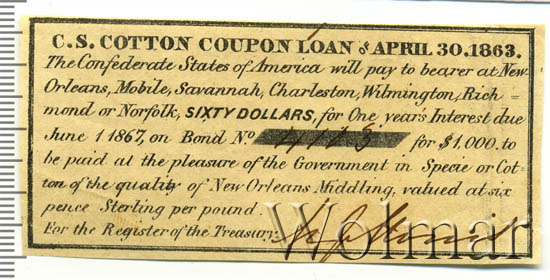 C.S. COTTON COUPON LOAN of APRIL 30.1863.
The Confederate States of America will pay to bearer at New
Orleans, Mobile, Savannah, Charleston, Wilmington, Rich=
mond or Norfolk, SIXTY DOLLARS, for One year's Interest due
June 1 1867, on Bond No. 4123 for $1,000. to
be paid at the pleasure of the Government in Specie or Cot=
ton of the quality of New Orleans Middling, valued at six
pence Sterling per pound.
For the Register of the Treasury.
Wolmar